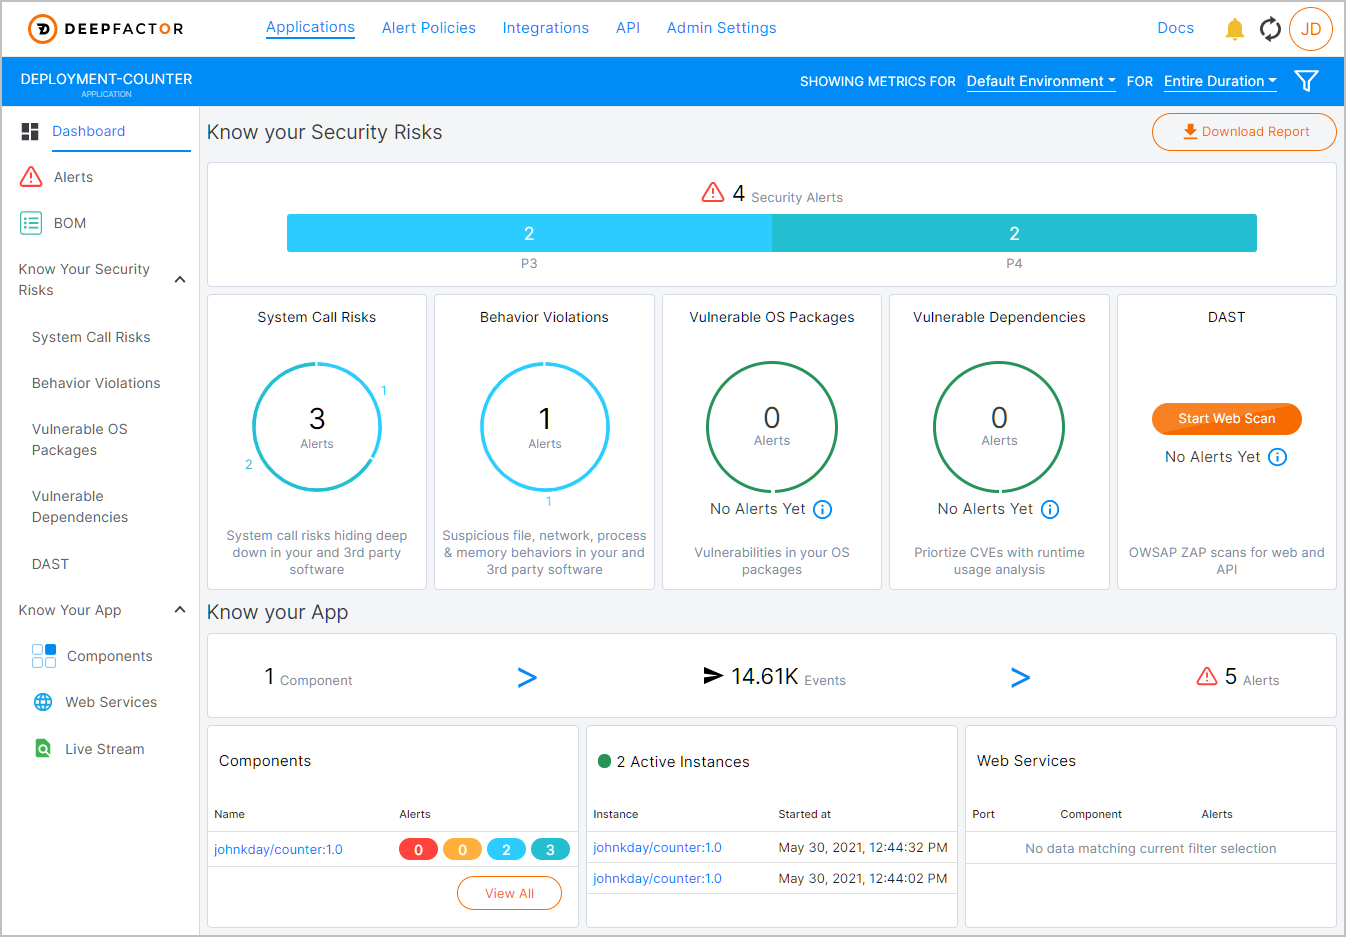 DEEPFACTOR
Applications
Alert Policies
Integrations
API
Admin Settings
Docs
JD
DEPLOYMENT-COUNTER
APPLICATION
SHOWING METRICS FOR Default Environment FOR Entire Duration
Dashboard
Alerts
BOM
Know Your Security
Risks
System Call Risks
Behavior Violations
Vulnerable OS
Packages
Vulnerable
Dependencies
DAST
Know Your App
Components
Web Services
Live Stream
Know your Security Risks
Download Report
4 Security Alerts
2
2
P3
P4
System Call Risks
1
3
Alerts
2
System call risks hiding deep
down in your and 3rd party
software
Behavior Violations
1
Alerts
1
Suspicious file, network, process
& memory behaviors in your and
3rd party software
Vulnerable OS Packages
0
Alerts
No Alerts Yet
Vulnerabilities in your OS
packages
Vulnerable Dependencies
0
Alerts
No Alerts Yet
Priortize CVEs with runtime
usage analysis
DAST
Start Web Scan
No Alerts Yet
OWSAP ZAP scans for web and
API
Know your App
1 Component
>
14.61K Events
>
5 Alerts
Components
Name Alerts
johnkday/counter:1.0 0 0 2 3
View All
2 Active Instances
Instance Started at
johnkday/counter:1.0 May 30, 2021, 12:44:32 PM
johnkday/counter:1.0 May 30, 2021, 12:44:02 PM
Web Services
Port Component Alerts
No data matching current filter selection